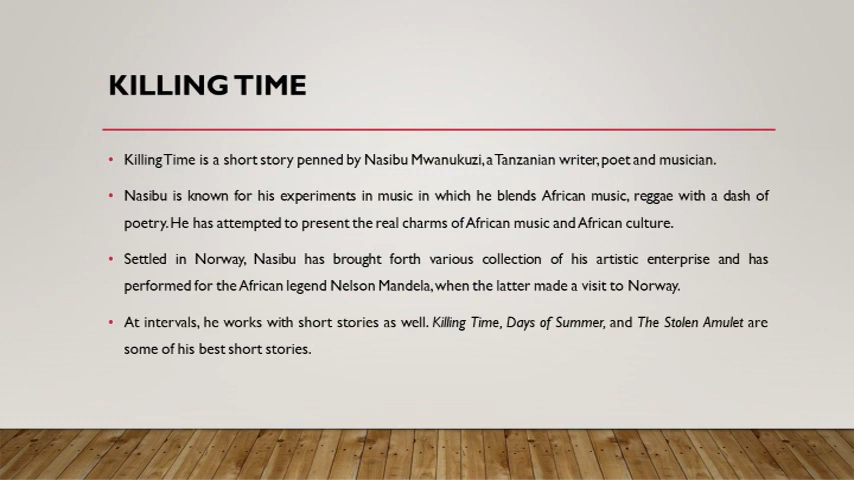 KILLING TIME
• Killing Time is a short story penned by Nasibu Mwanukuzi, a Tanzanian writer, poet and musician.
• Nasibu is known for his experiments in music in which he blends African music, reggae with a dash of
poetry. He has attempted to present the real charms of African music and African culture.
• Settled in Norway, Nasibu has brought forth various collection of his artistic enterprise and has
performed for the African legend Nelson Mandela, when the latter made a visit to Norway.
• At intervals, he works with short stories as well. Killing Time, Days of Summer, and The Stolen Amulet are
some of his best short stories.